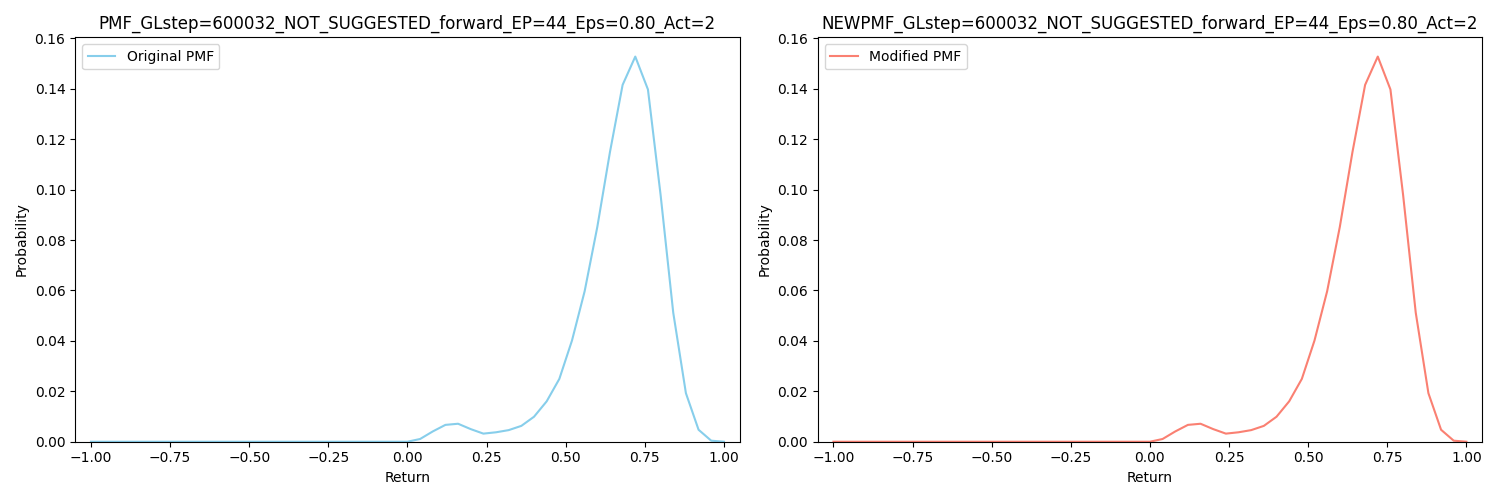 PMF_GLstep=600032_NOT_SUGGESTED_forward_EP=44_Eps=0.80_Act=2
Original PMF
Probability
0.16
0.14
0.12
0.10
0.08
0.06
0.04
0.02
0.00
−1.00 −0.75 −0.50 −0.25 0.00 0.25 0.50 0.75 1.00
Return
NEWPMF_GLstep=600032_NOT_SUGGESTED_forward_EP=44_Eps=0.80_Act=2
Modified PMF
Probability
0.16
0.14
0.12
0.10
0.08
0.06
0.04
0.02
0.00
−1.00 −0.75 −0.50 −0.25 0.00 0.25 0.50 0.75 1.00
Return